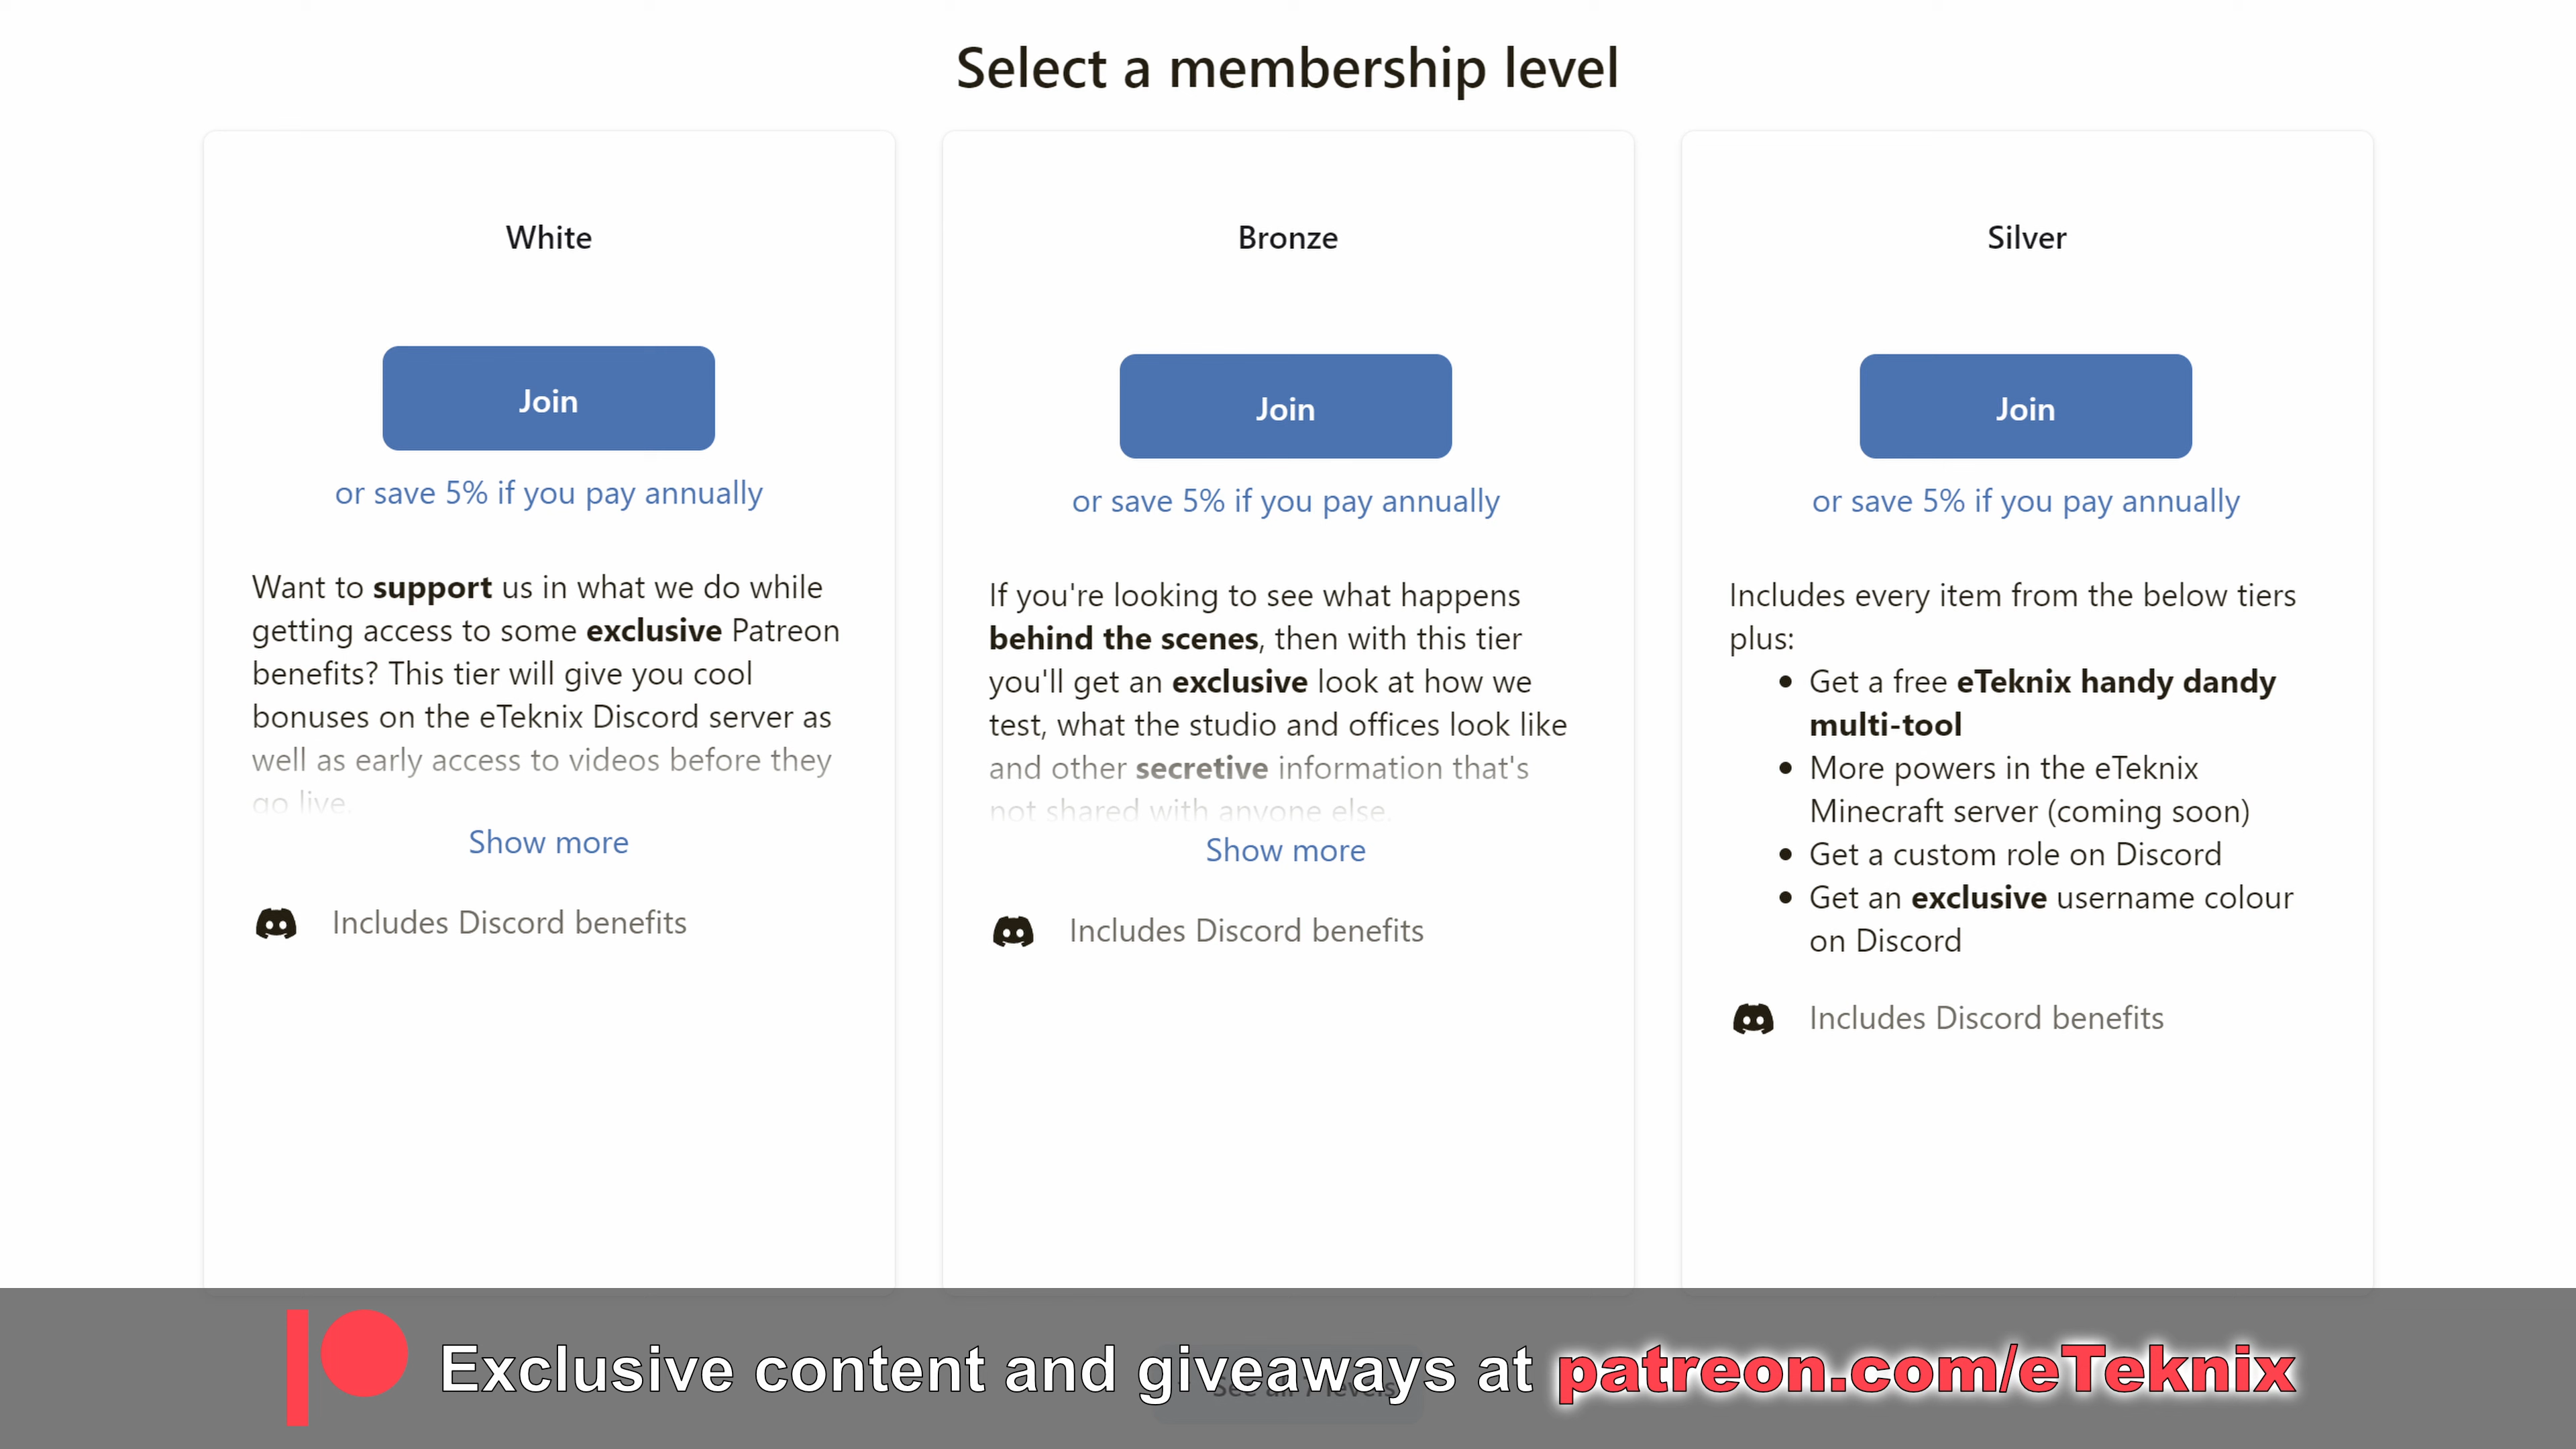 Select a membership level
White
Join
or save 5% if you pay annually
Want to support us in what we do while
getting access to some exclusive Patreon
benefits? This tier will give you cool
bonuses on the eTeknix Discord server as
well as early access to videos before they
go live.
Show more
Includes Discord benefits
Bronze
Join
or save 5% if you pay annually
If you're looking to see what happens
behind the scenes, then with this tier
you'll get an exclusive look at how we
test, what the studio and offices look like
and other secretive information that's
not shared with anyone else.
Show more
Includes Discord benefits
Silver
Join
or save 5% if you pay annually
Includes every item from the below tiers
plus:
• Get a free eTeknix handy dandy
multi-tool
• More powers in the eTeknix
Minecraft server (coming soon)
• Get a custom role on Discord
• Get an exclusive username colour
on Discord
Includes Discord benefits
Exclusive content and giveaways at patreon.com/eTeknix
See all 7 levels